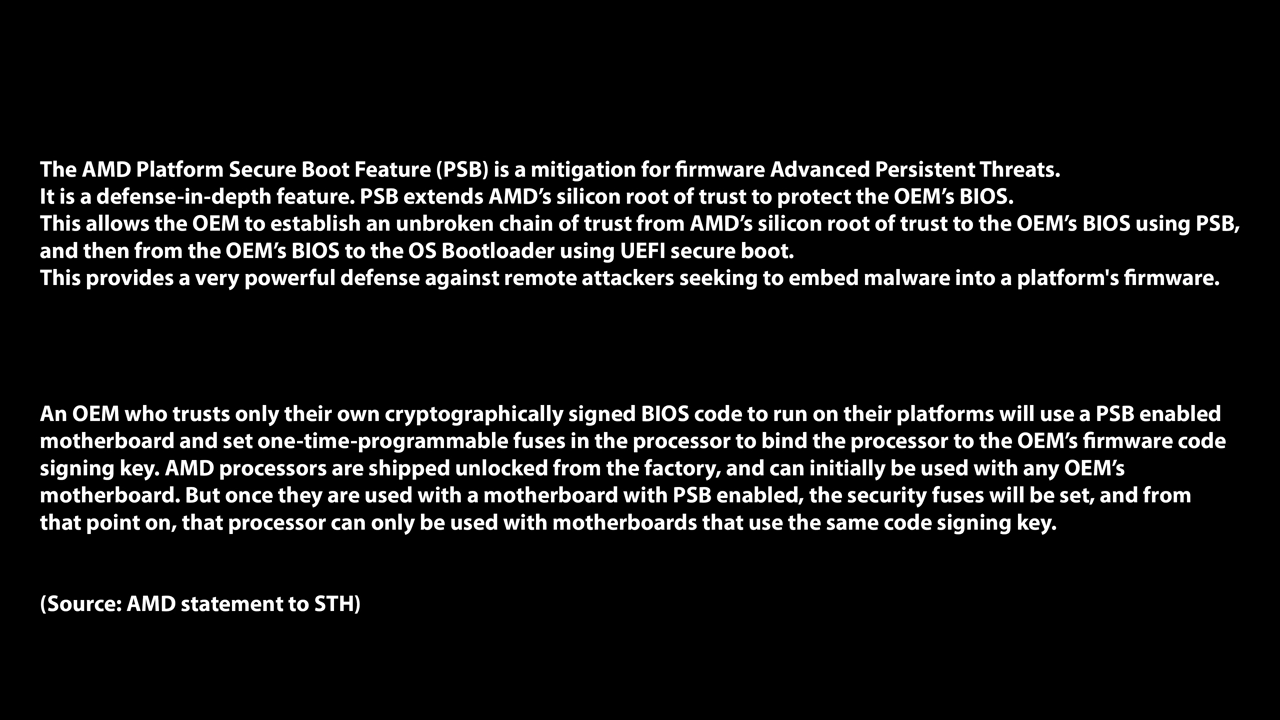 The AMD Platform Secure Boot Feature (PSB) is a mitigation for firmware Advanced Persistent Threats.
It is a defense-in-depth feature. PSB extends AMD’s silicon root of trust to protect the OEM’s BIOS.
This allows the OEM to establish an unbroken chain of trust from AMD’s silicon root of trust to the OEM’s BIOS using PSB,
and then from the OEM’s BIOS to the OS Bootloader using UEFI secure boot.
This provides a very powerful defense against remote attackers seeking to embed malware into a platform's firmware.
An OEM who trusts only their own cryptographically signed BIOS code to run on their platforms will use a PSB enabled
motherboard and set one-time-programmable fuses in the processor to bind the processor to the OEM’s firmware code
signing key. AMD processors are shipped unlocked from the factory, and can initially be used with any OEM’s
motherboard. But once they are used with a motherboard with PSB enabled, the security fuses will be set, and from
that point on, that processor can only be used with motherboards that use the same code signing key.
(Source: AMD statement to STH)